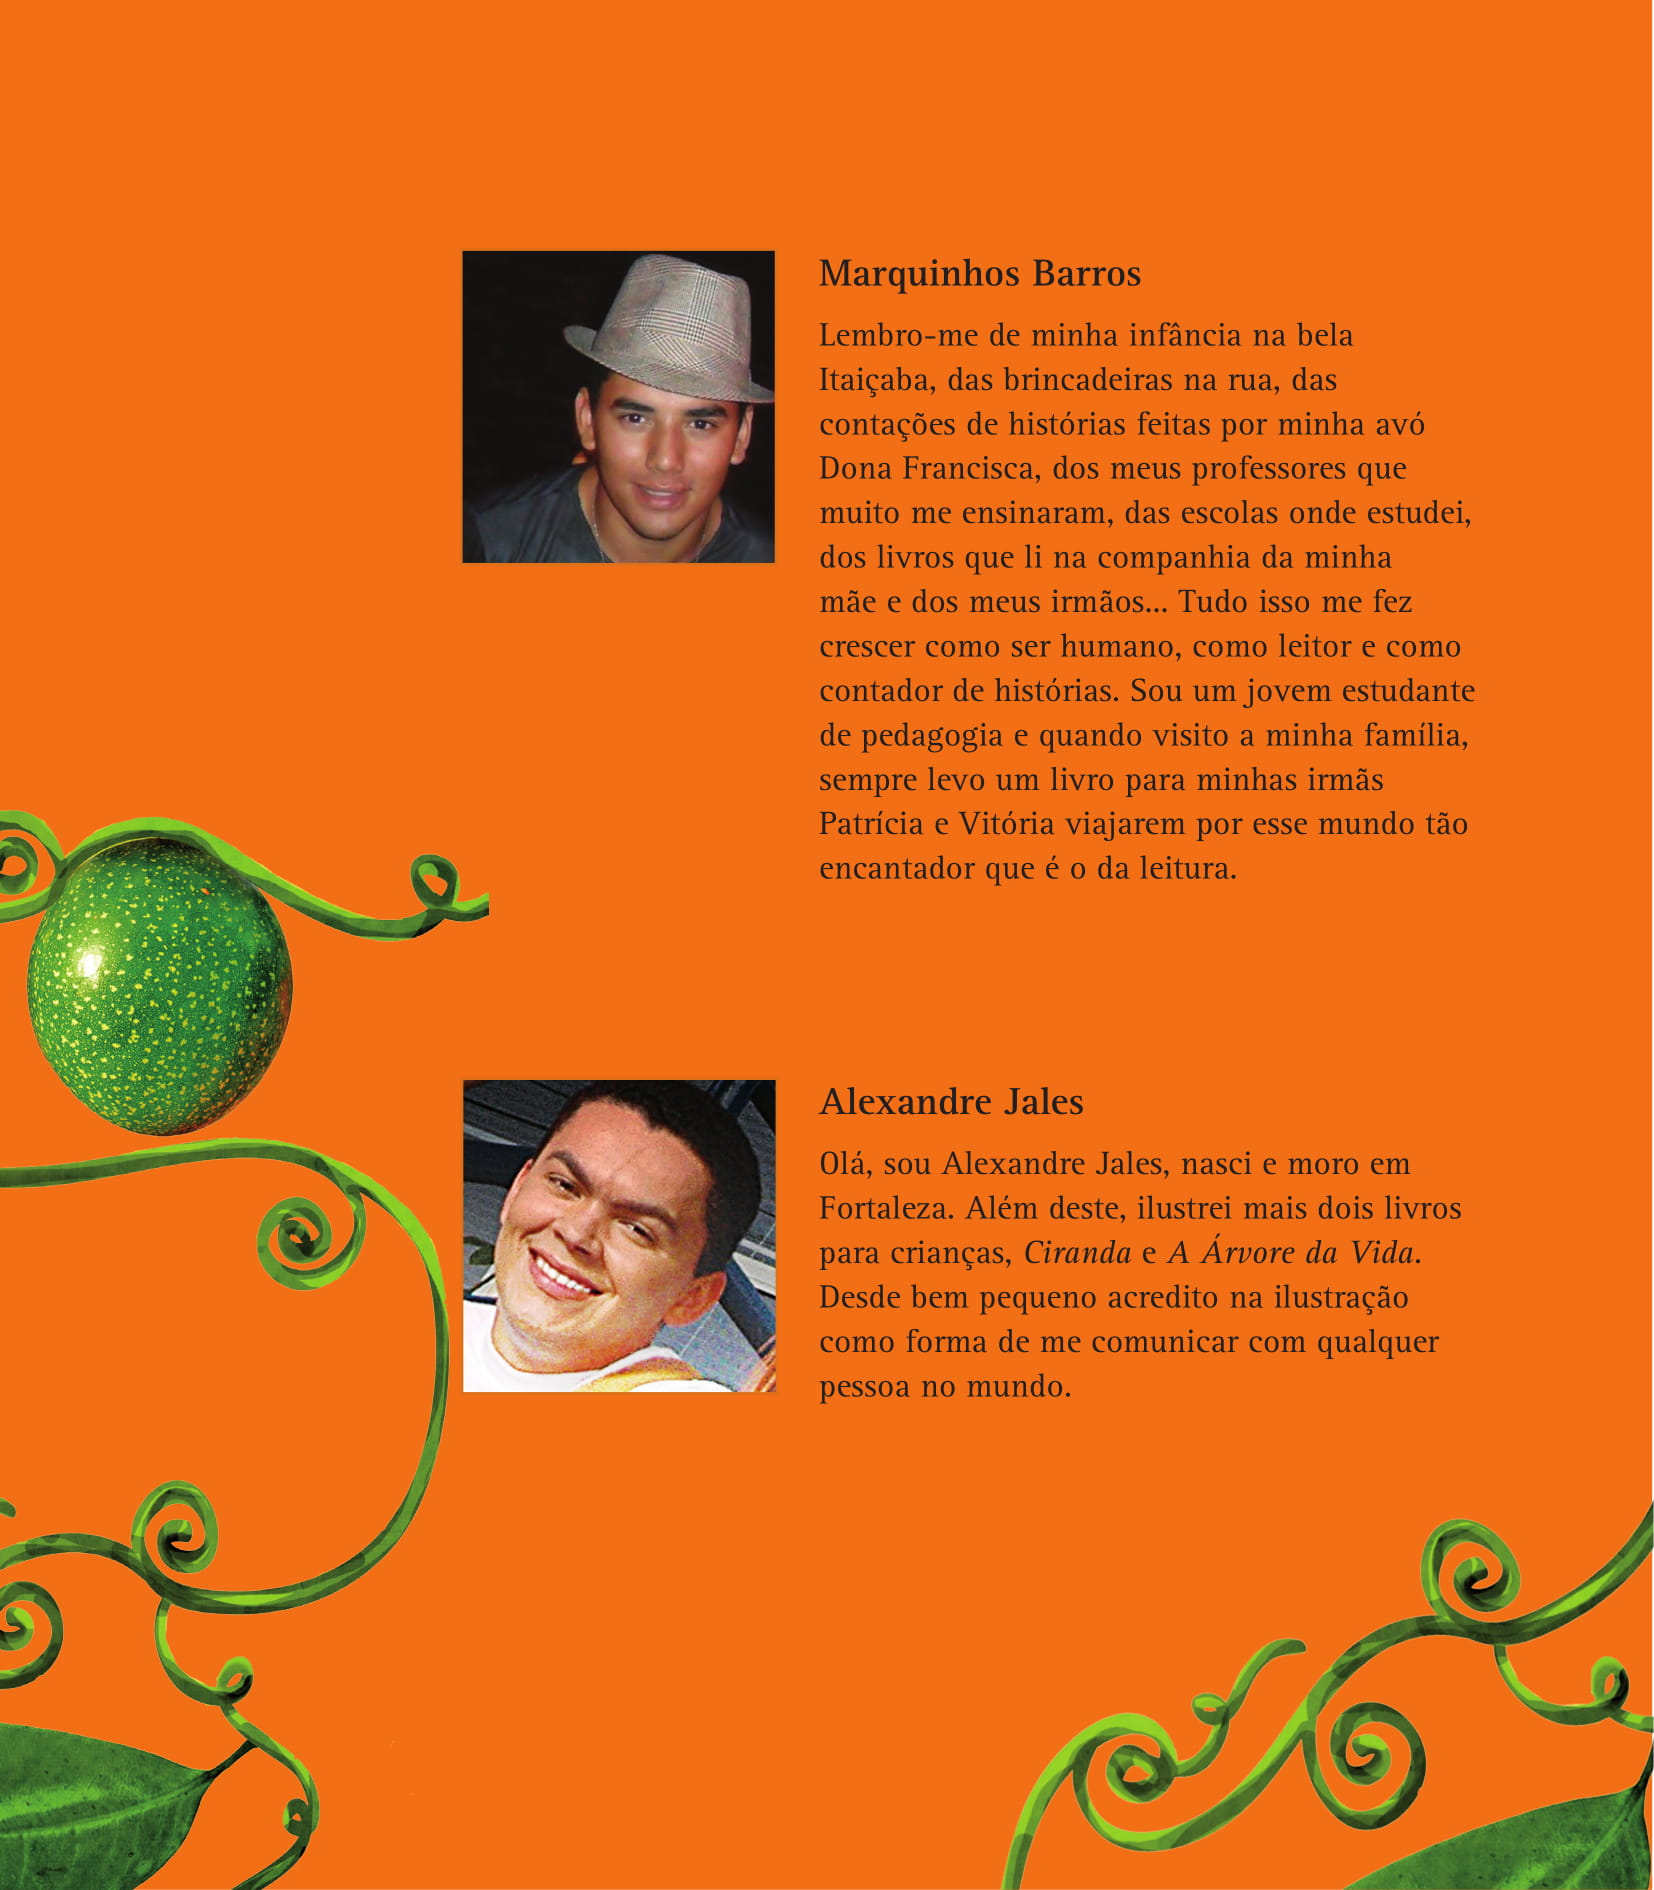 Marquinhos Barros
Lembro-me de minha infância na bela
Itaiçaba, das brincadeiras na rua, das
contações de histórias feitas por minha avó
Dona Francisca, dos meus professores que
muito me ensinaram, das escolas onde estudei,
dos livros que li na companhia da minha
mãe e dos meus irmãos... Tudo isso me fez
crescer como ser humano, como leitor e como
contador de histórias. Sou um jovem estudante
de pedagogia e quando visito a minha família,
sempre levo um livro para minhas irmãs
Patrícia e Vitória viajarem por esse mundo tão
encantador que é o da leitura.
Alexandre Jales
Olá, sou Alexandre Jales, nasci e moro em
Fortaleza. Além deste, ilustrei mais dois livros
para crianças, Ciranda e A Árvore da Vida.
Desde bem pequeno acredito na ilustração
como forma de me comunicar com qualquer
pessoa no mundo.